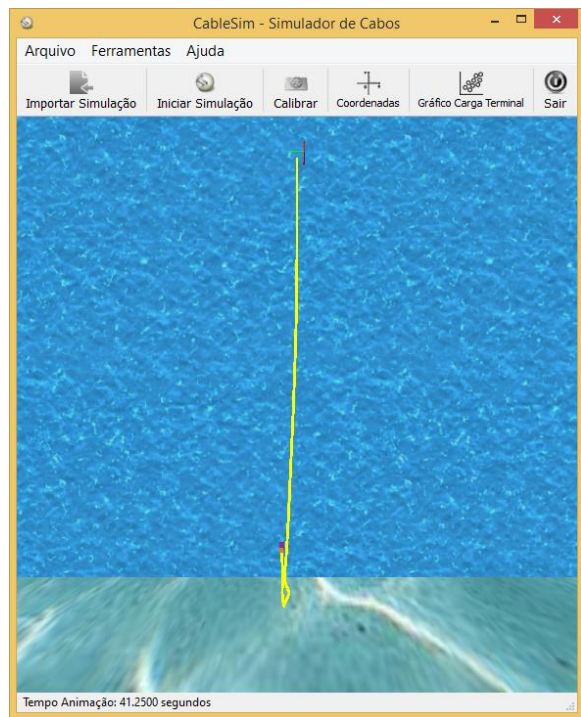 CableSim - Simulador de Cabos
Arquivo Ferramentas Ajuda
Importar Simulação Iniciar Simulação Calibrar Coordenadas Gráfico Carga Terminal Sair
Tempo Animação: 41.2500 segundos